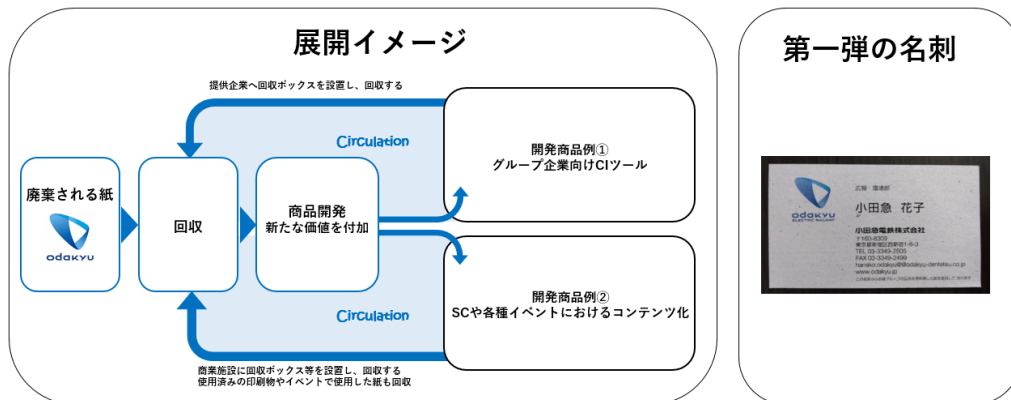 展開イメージ
提供企業へ回収ボックスを設置し、回収する
Circulation
廃棄される紙
odakyu
回収
商品開発
新たな価値を付加
開発商品例①
グループ企業向けCIツール
開発商品例②
SCや各種イベントにおけるコンテンツ化
Circulation
商業施設に回収ボックス等を設置し、回収する
使用済みの印刷物やイベントで使用した紙も回収
第一弾の名刺
odakyu
ELECTRIC RAILWAY
小田急 花子
小田急電鉄株式会社
〒160-8309
東京都新宿区西新宿1-8-3
TEL 03-3349-2505
FAX 03-3349-2499
hanako.odakyu@odakyu-dentetsu.co.jp
www.odakyu.jp